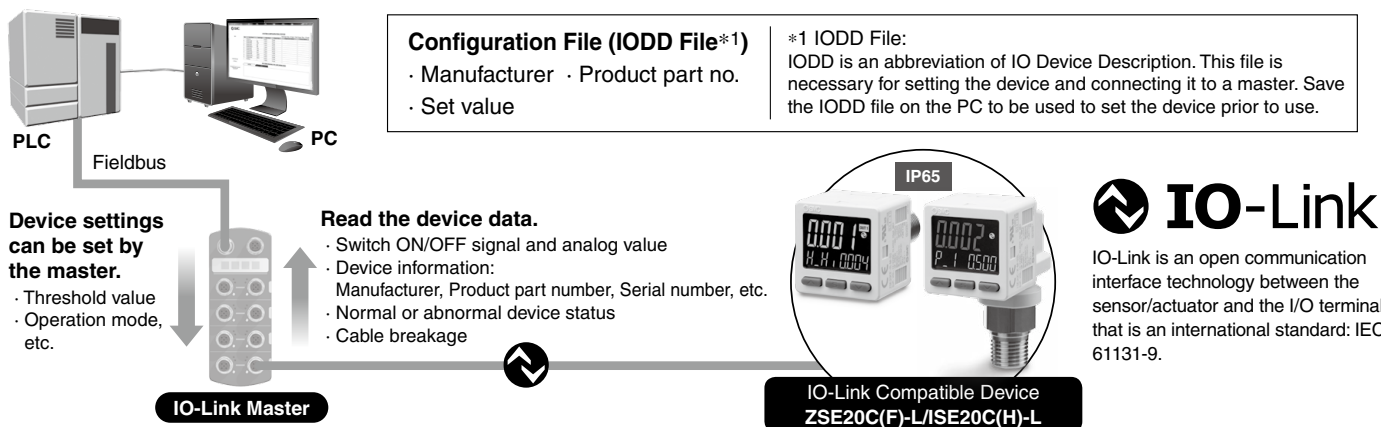 Configuration File (IODD File*1)
· Manufacturer · Product part no.
· Set value
*1 IODD File:
IODD is an abbreviation of IO Device Description. This file is
necessary for setting the device and connecting it to a master. Save
the IODD file on the PC to be used to set the device prior to use.
PLC
PC
Fieldbus
Device settings
can be set by
the master.
· Threshold value
· Operation mode,
etc.
Read the device data.
· Switch ON/OFF signal and analog value
· Device information:
Manufacturer, Product part number, Serial number, etc.
· Normal or abnormal device status
· Cable breakage
IO-Link Master
IP65
0.001
H_Hi 0.004
0.002
P_1 0.500
IO-Link Compatible Device
ZSE20C(F)-L/ISE20C(H)-L
IO-Link
IO-Link is an open communication
interface technology between the
sensor/actuator and the I/O terminal
that is an international standard: IEC
61131-9.